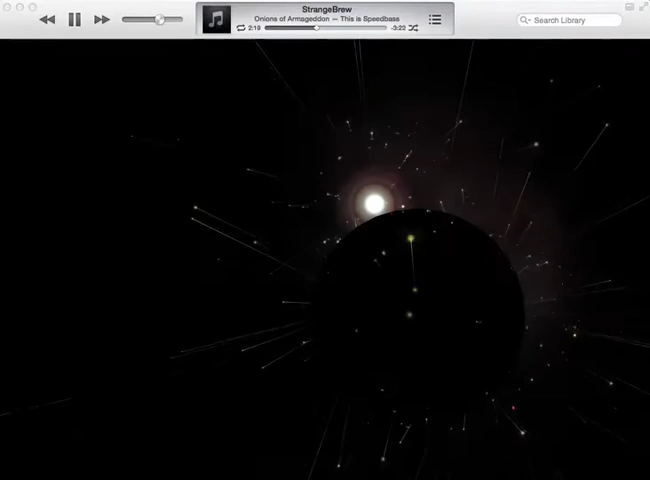 StrangeBrew
Onions of Armageddon — This is Speedbass
2:19
-3:22
Search Library